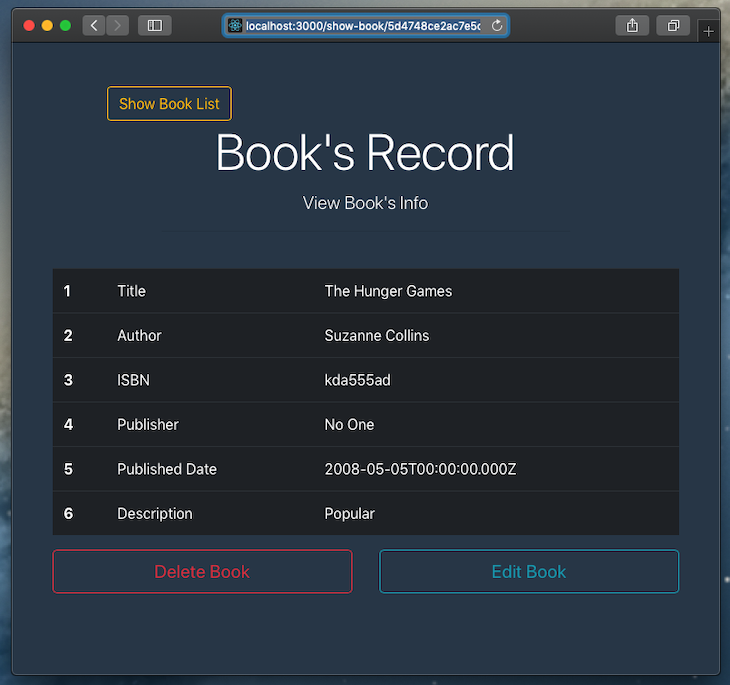 localhost:3000/show-book/5d4748ce2ac7e5c
Show Book List
Book's Record
View Book's Info
1 Title The Hunger Games
2 Author Suzanne Collins
3 ISBN kda555ad
4 Publisher No One
5 Published Date 2008-05-05T00:00:00.000Z
6 Description Popular
Delete Book Edit Book